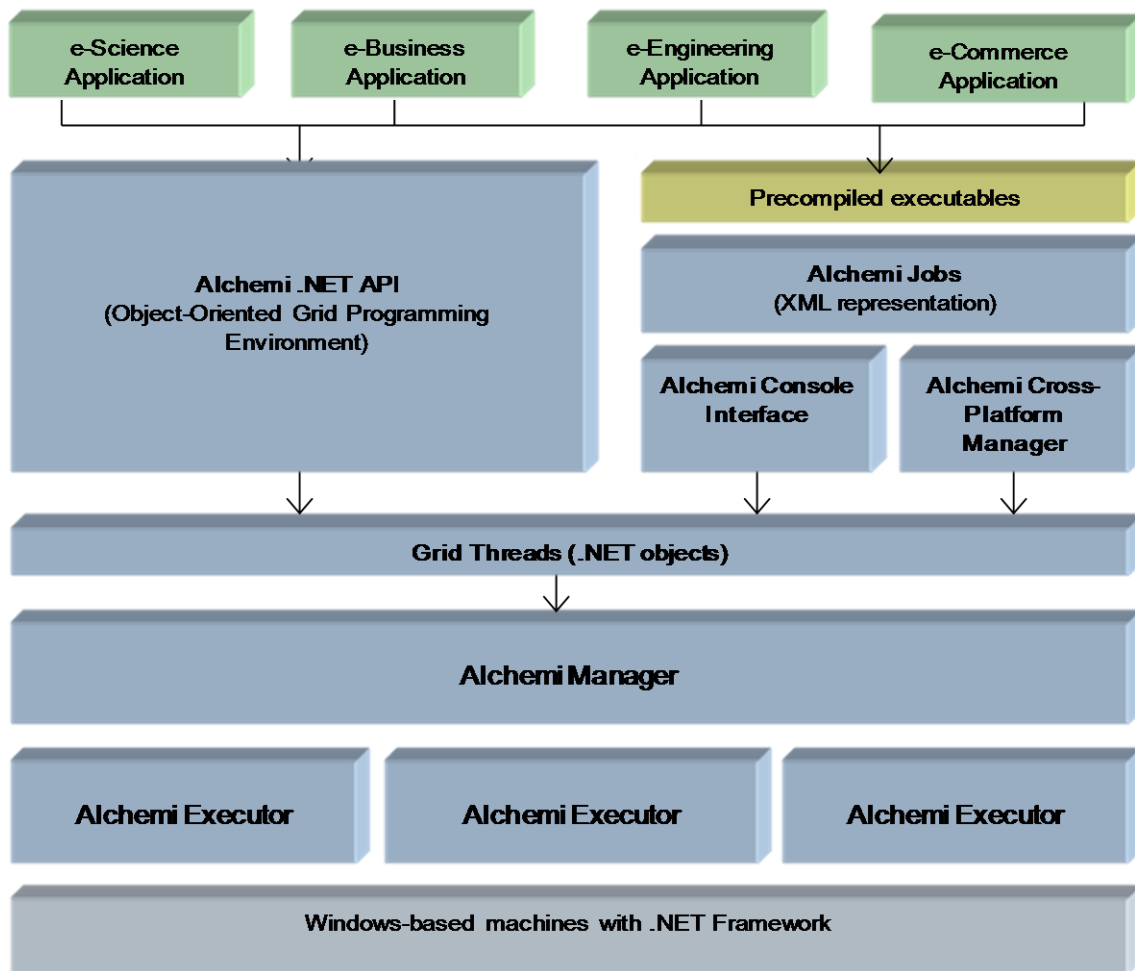 e-Science
Application
e-Business
Application
e-Engineering
Application
e-Commerce
Application
Alchemi .NET API
(Object-Oriented Grid Programming
Environment)
Precompiled executables
Alchemi Jobs
(XML representation)
Alchemi Console
Interface
Alchemi Cross-
Platform
Manager
Grid Threads (.NET objects)
Alchemi Manager
Alchemi Executor
Alchemi Executor
Alchemi Executor
Windows-based machines with .NET Framework